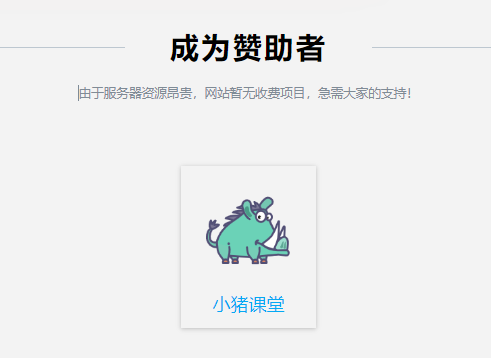 成为赞助者
由于服务器资源昂贵，网站暂无收费项目，急需大家的支持！
小猪课堂